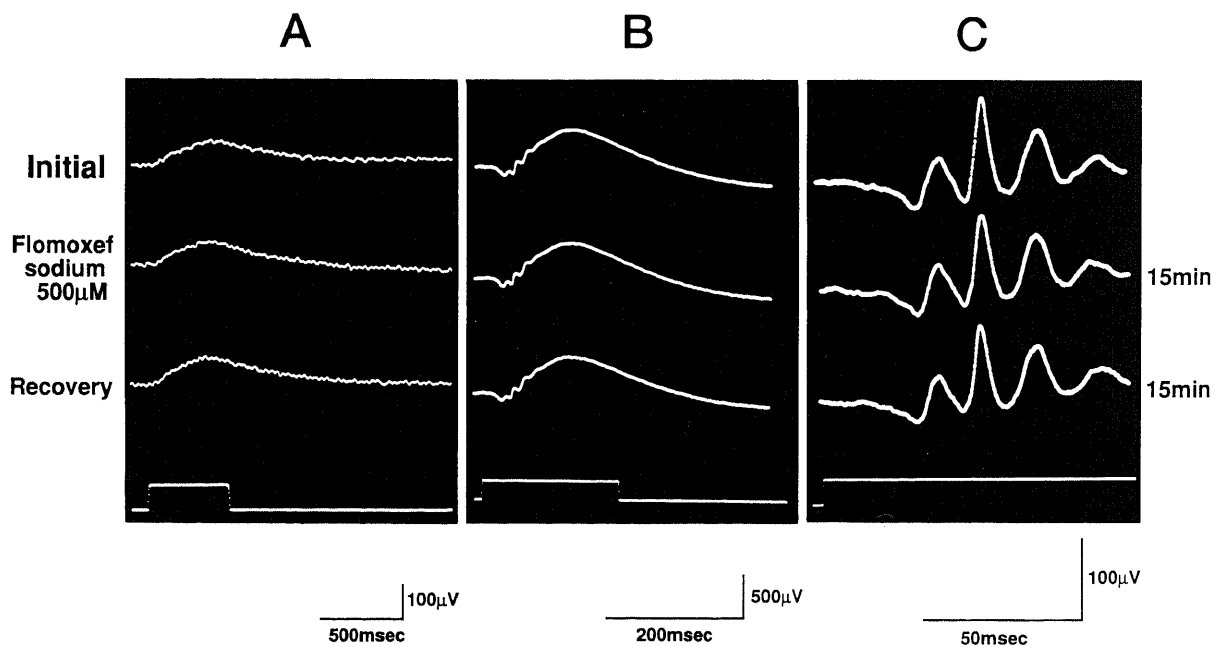 A
B
C
Initial
Flomoxef
sodium
500μM
15min
Recovery
15min
100μV
500msec
500μV
200msec
100μV
50msec